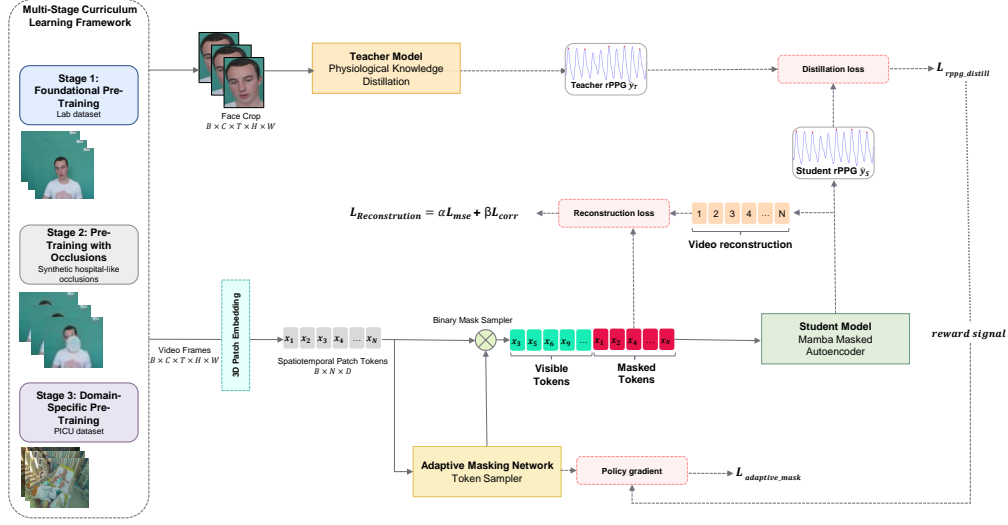 Multi-Stage Curriculum
Learning Framework
Stage 1:
Foundational Pre-
Training
Lab dataset
Stage 2: Pre-
Training with
Occlusions
Synthetic hospital-like
occlusions
Stage 3: Domain-
Specific Pre-
Training
PICU dataset
Face Crop
B × C × T × H × W
Teacher Model
Physiological Knowledge
Distillation
Teacher rPPG ŷ_T
Distillation loss
L_rppg_distill
Student rPPG ŷ_S
L_Reconstrution = αL_mse + βL_corr
Reconstruction loss
1 2 3 4 ... N
Video reconstruction
Video Frames
B × C × T × H × W
3D Patch Embedding
x_1 x_2 x_3 x_4 ... x_N
Spatiotemporal Patch Tokens
B × N × D
Binary Mask Sampler
x_3 x_5 x_6 x_9 ... x_1 x_2 x_4 ... x_N
Visible
Tokens
Masked
Tokens
Student Model
Mamba Masked
Autoencoder
reward signal
Adaptive Masking Network
Token Sampler
Policy gradient
L_adaptive_mask